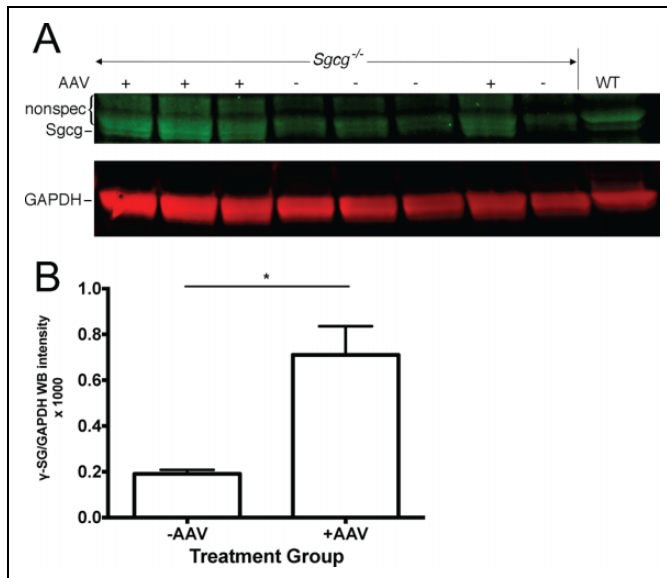 A
Sgcg-/-
AAV + + + - - - + - WT
nonspec
Sgcg
GAPDH
B
*
1.0
0.8
0.6
0.4
0.2
0.0
γ-SG/GAPDH WB intensity
x 1000
-AAV +AAV
Treatment Group